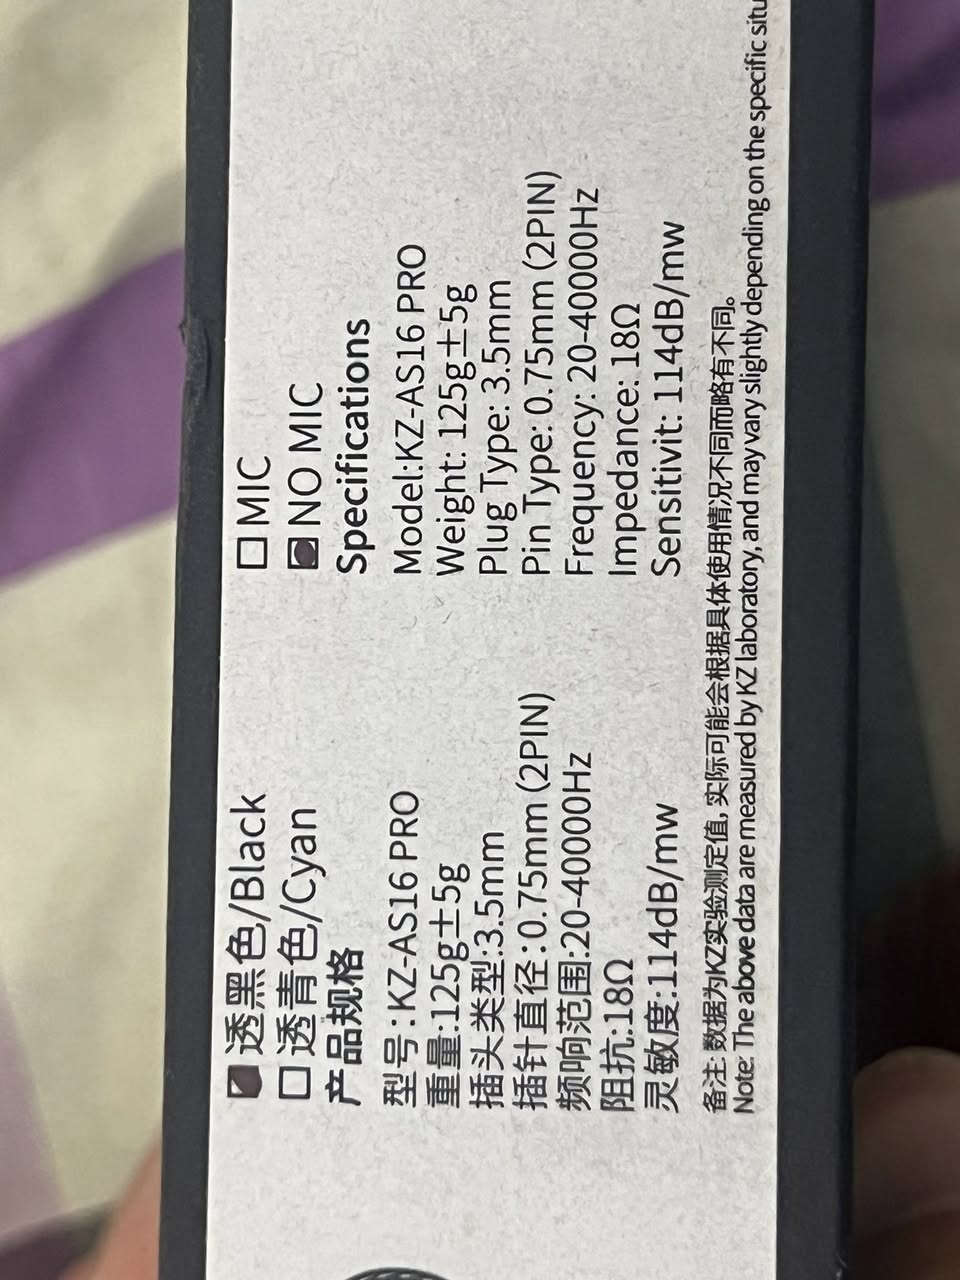 透黑色/Black
透青色/Cyan
产品规格
型号:KZ-AS16 PRO
重量:125g±5g
插头类型:3.5mm
插针直径:0.75mm (2PIN)
频响范围:20-40000Hz
阻抗:18Ω
灵敏度:114dB/mw
MIC
NO MIC
Specifications
Model:KZ-AS16 PRO
Weight: 125g±5g
Plug Type: 3.5mm
Pin Type: 0.75mm (2PIN)
Frequency: 20-40000Hz
Impedance: 18Ω
Sensitivit: 114dB/mw
备注: 数据为KZ实验测定值, 实际可能会根据具体使用情况不同而略有不同。
Note: The above data are measured by KZ laboratory, and may vary slightly depending on the specific situ